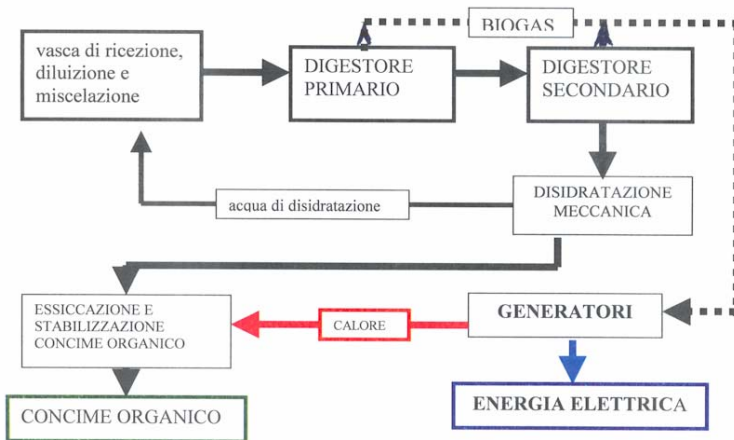 BIOGAS
vasca di ricezione,
diluizione e
miscelazione
DIGESTORE
PRIMARIO
DIGESTORE
SECONDARIO
DISIDRATAZIONE
MECCANICA
acqua di disidratazione
ESSICCAZIONE E
STABILIZZAZIONE
CONCIME ORGANICO
CALORE
GENERATORI
CONCIME ORGANICO
ENERGIA ELETTRICA